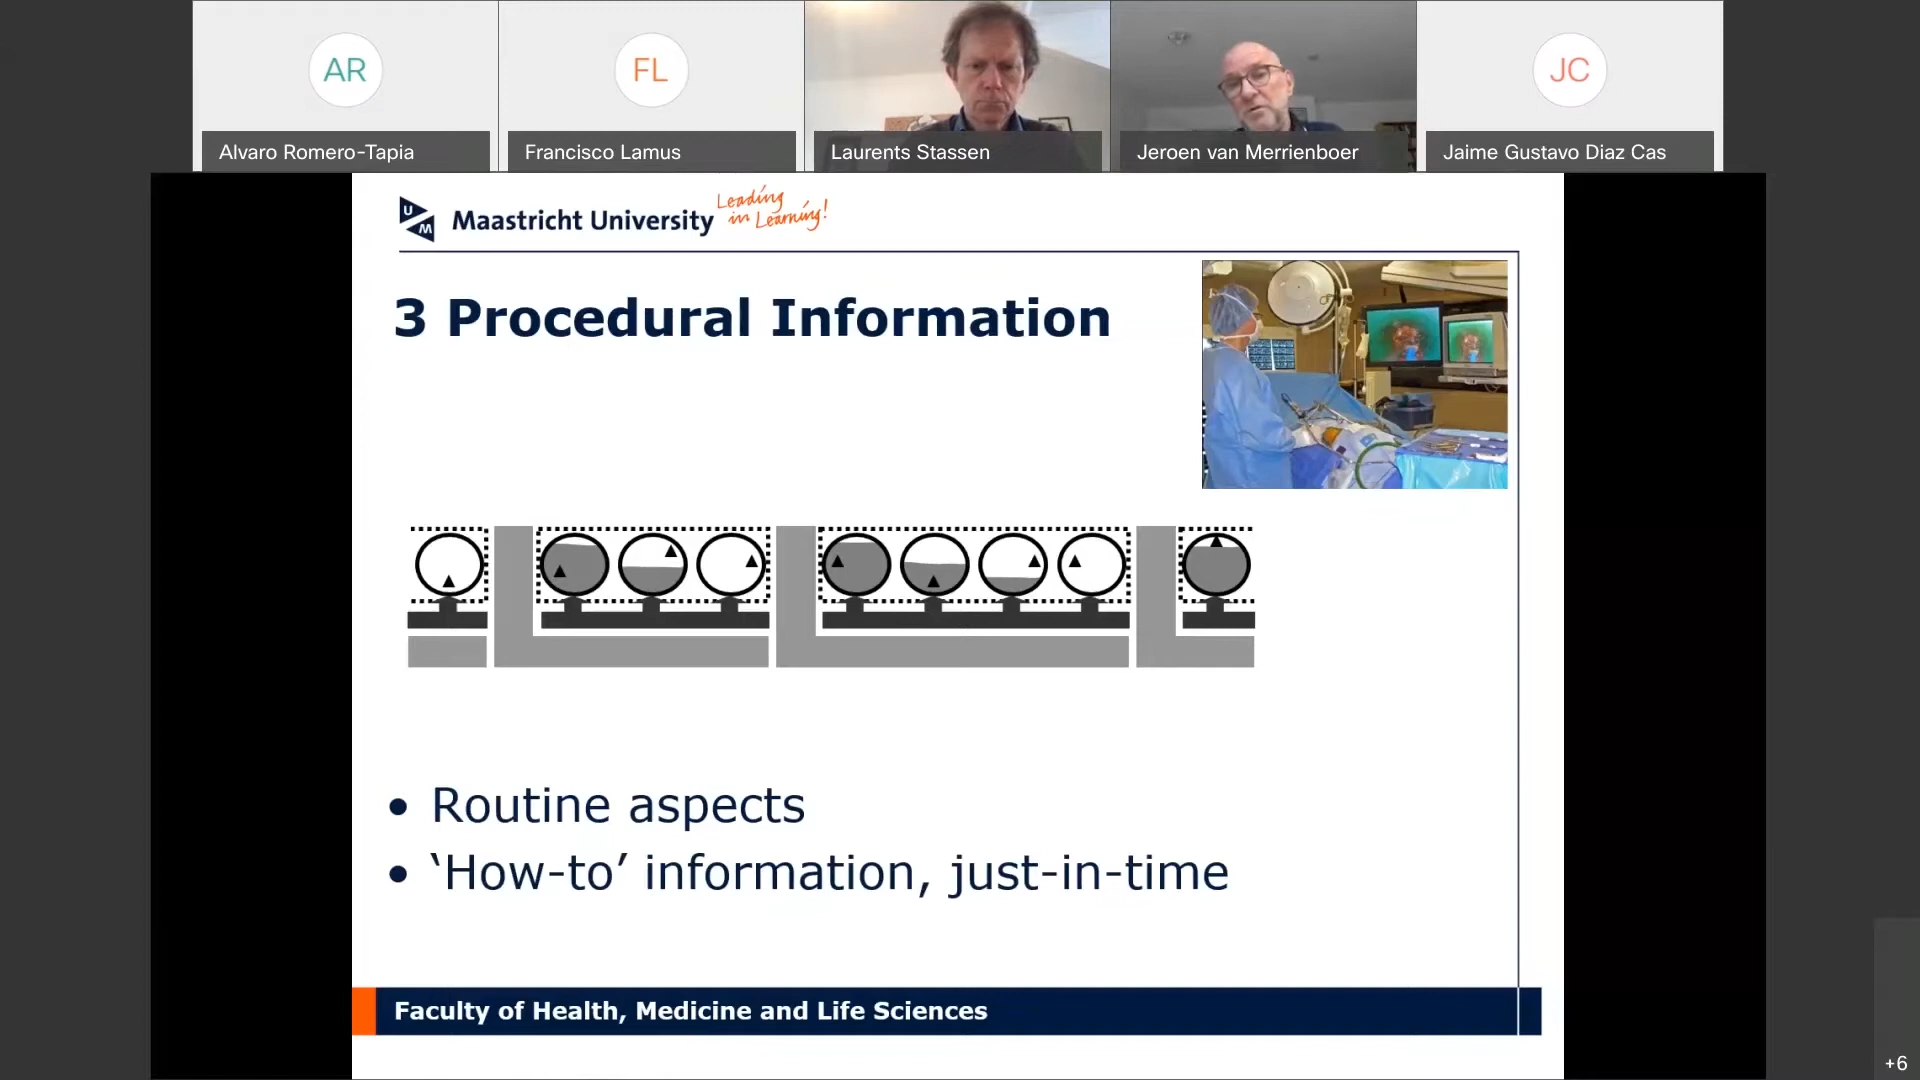 AR
FL
JC
Alvaro Romero-Tapia
Francisco Lamus
Laurents Stassen
Jeroen van Merrienboer
Jaime Gustavo Diaz Cas
UM
Maastricht University
Leading
in Learning!
3 Procedural Information
• Routine aspects
• ‘How-to’ information, just-in-time
Faculty of Health, Medicine and Life Sciences
+6